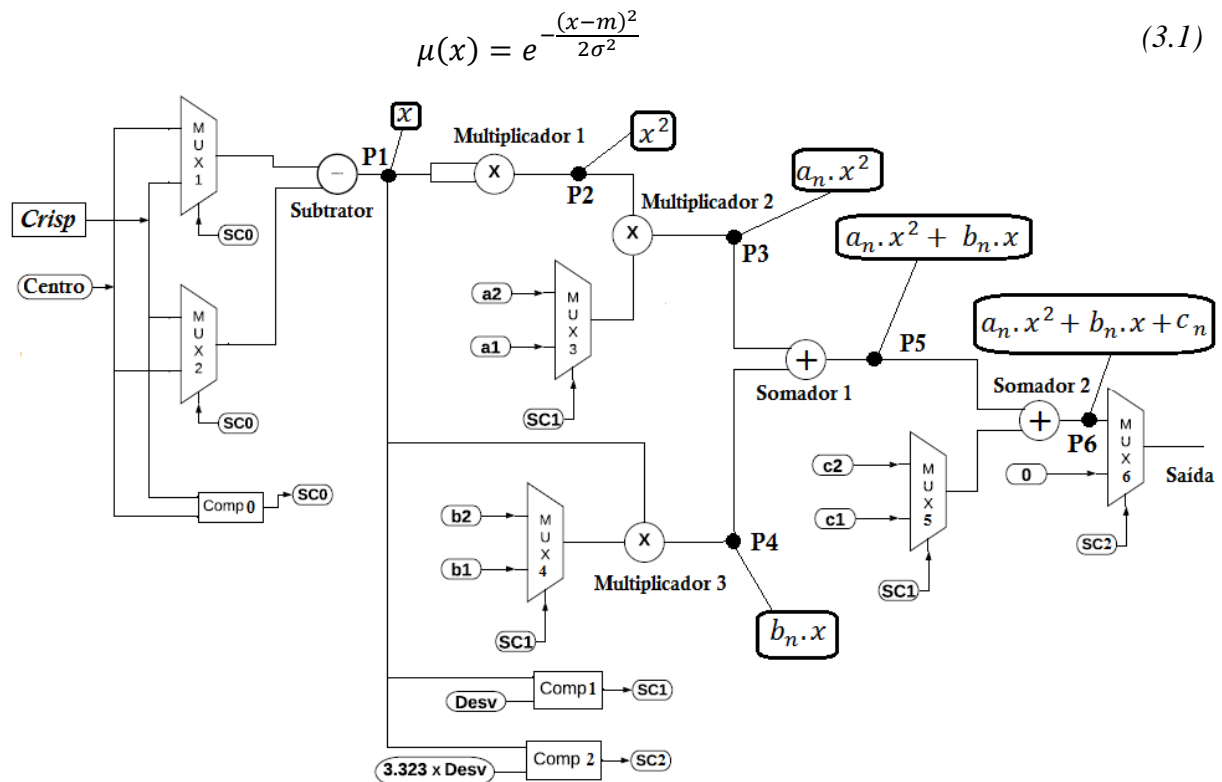 μ(x) = e^{-\frac{(x-m)^2}{2σ^2}} (3.1)
x
MUX1
P1
Multiplicador 1
x²
X
P2
aₙ.x²
Subtrator
Multiplicador 2
Crisp
SC0
X
P3
aₙ.x² + bₙ.x
Centro
MUX2
a2
MUX3
a1
aₙ.x² + bₙ.x + cₙ
+
P5
SC0
Somador 1
Somador 2
SC1
+
P6
MUX6
c2
MUX5
0
Saída
Comp 0
SC0
b2
MUX4
c1
X
P4
b1
SC2
Multiplicador 3
SC1
SC1
bₙ.x
Comp 1
SC1
Desv
Comp 2
SC2
3.323 x Desv